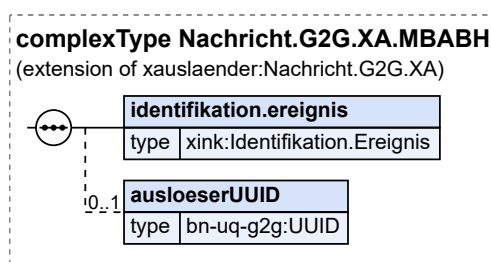 complexType Nachricht.G2G.XA.MBABH
(extension of xauslaender:Nachricht.G2G.XA)
identifikation.ereignis
type xink:Identifikation.Ereignis
0..1
ausloeserUUID
type bn-uq-g2g:UUID